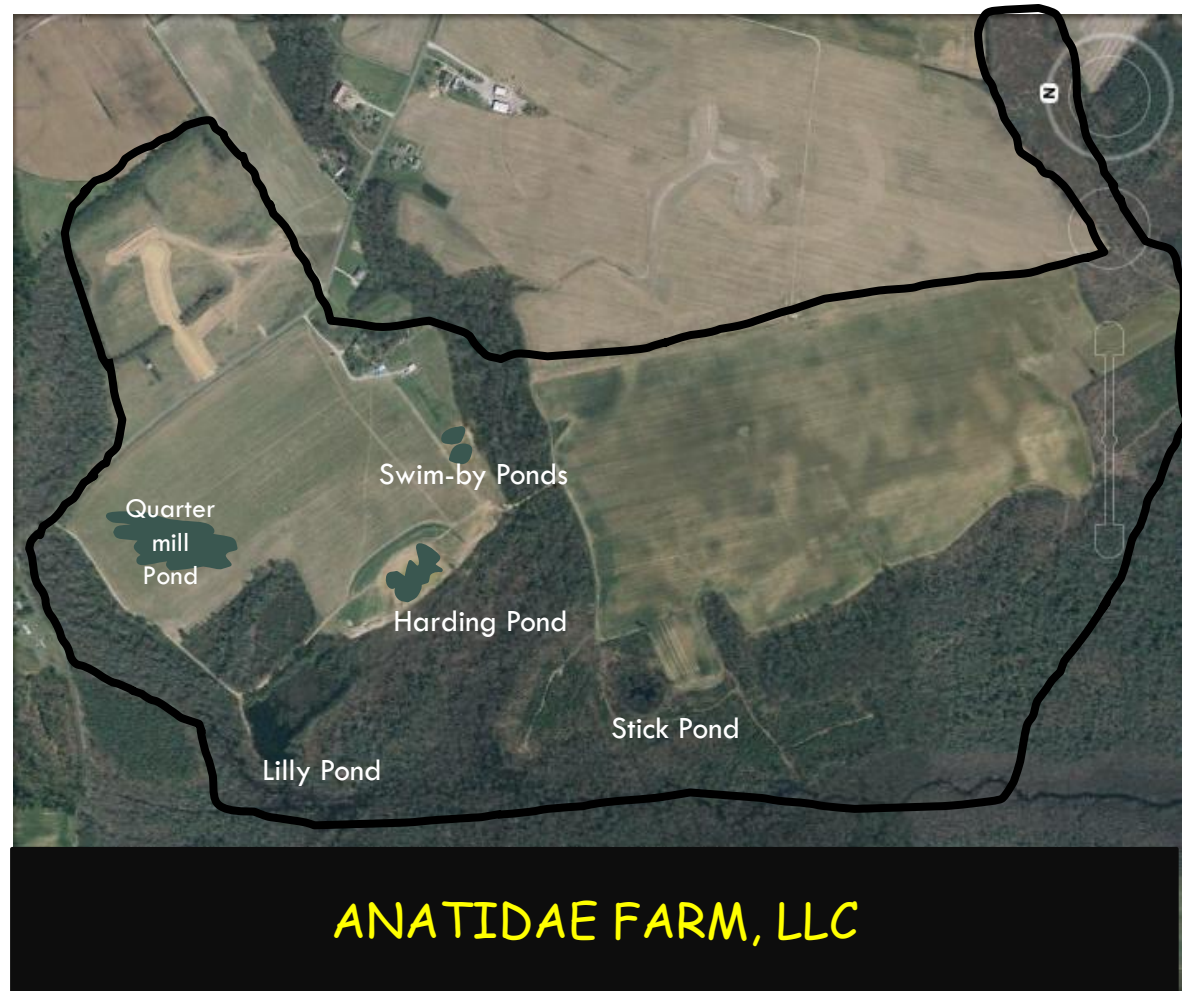 N
Swim-by Ponds
Quarter
mill
Pond
Harding Pond
Stick Pond
Lilly Pond
ANATIDAE FARM, LLC